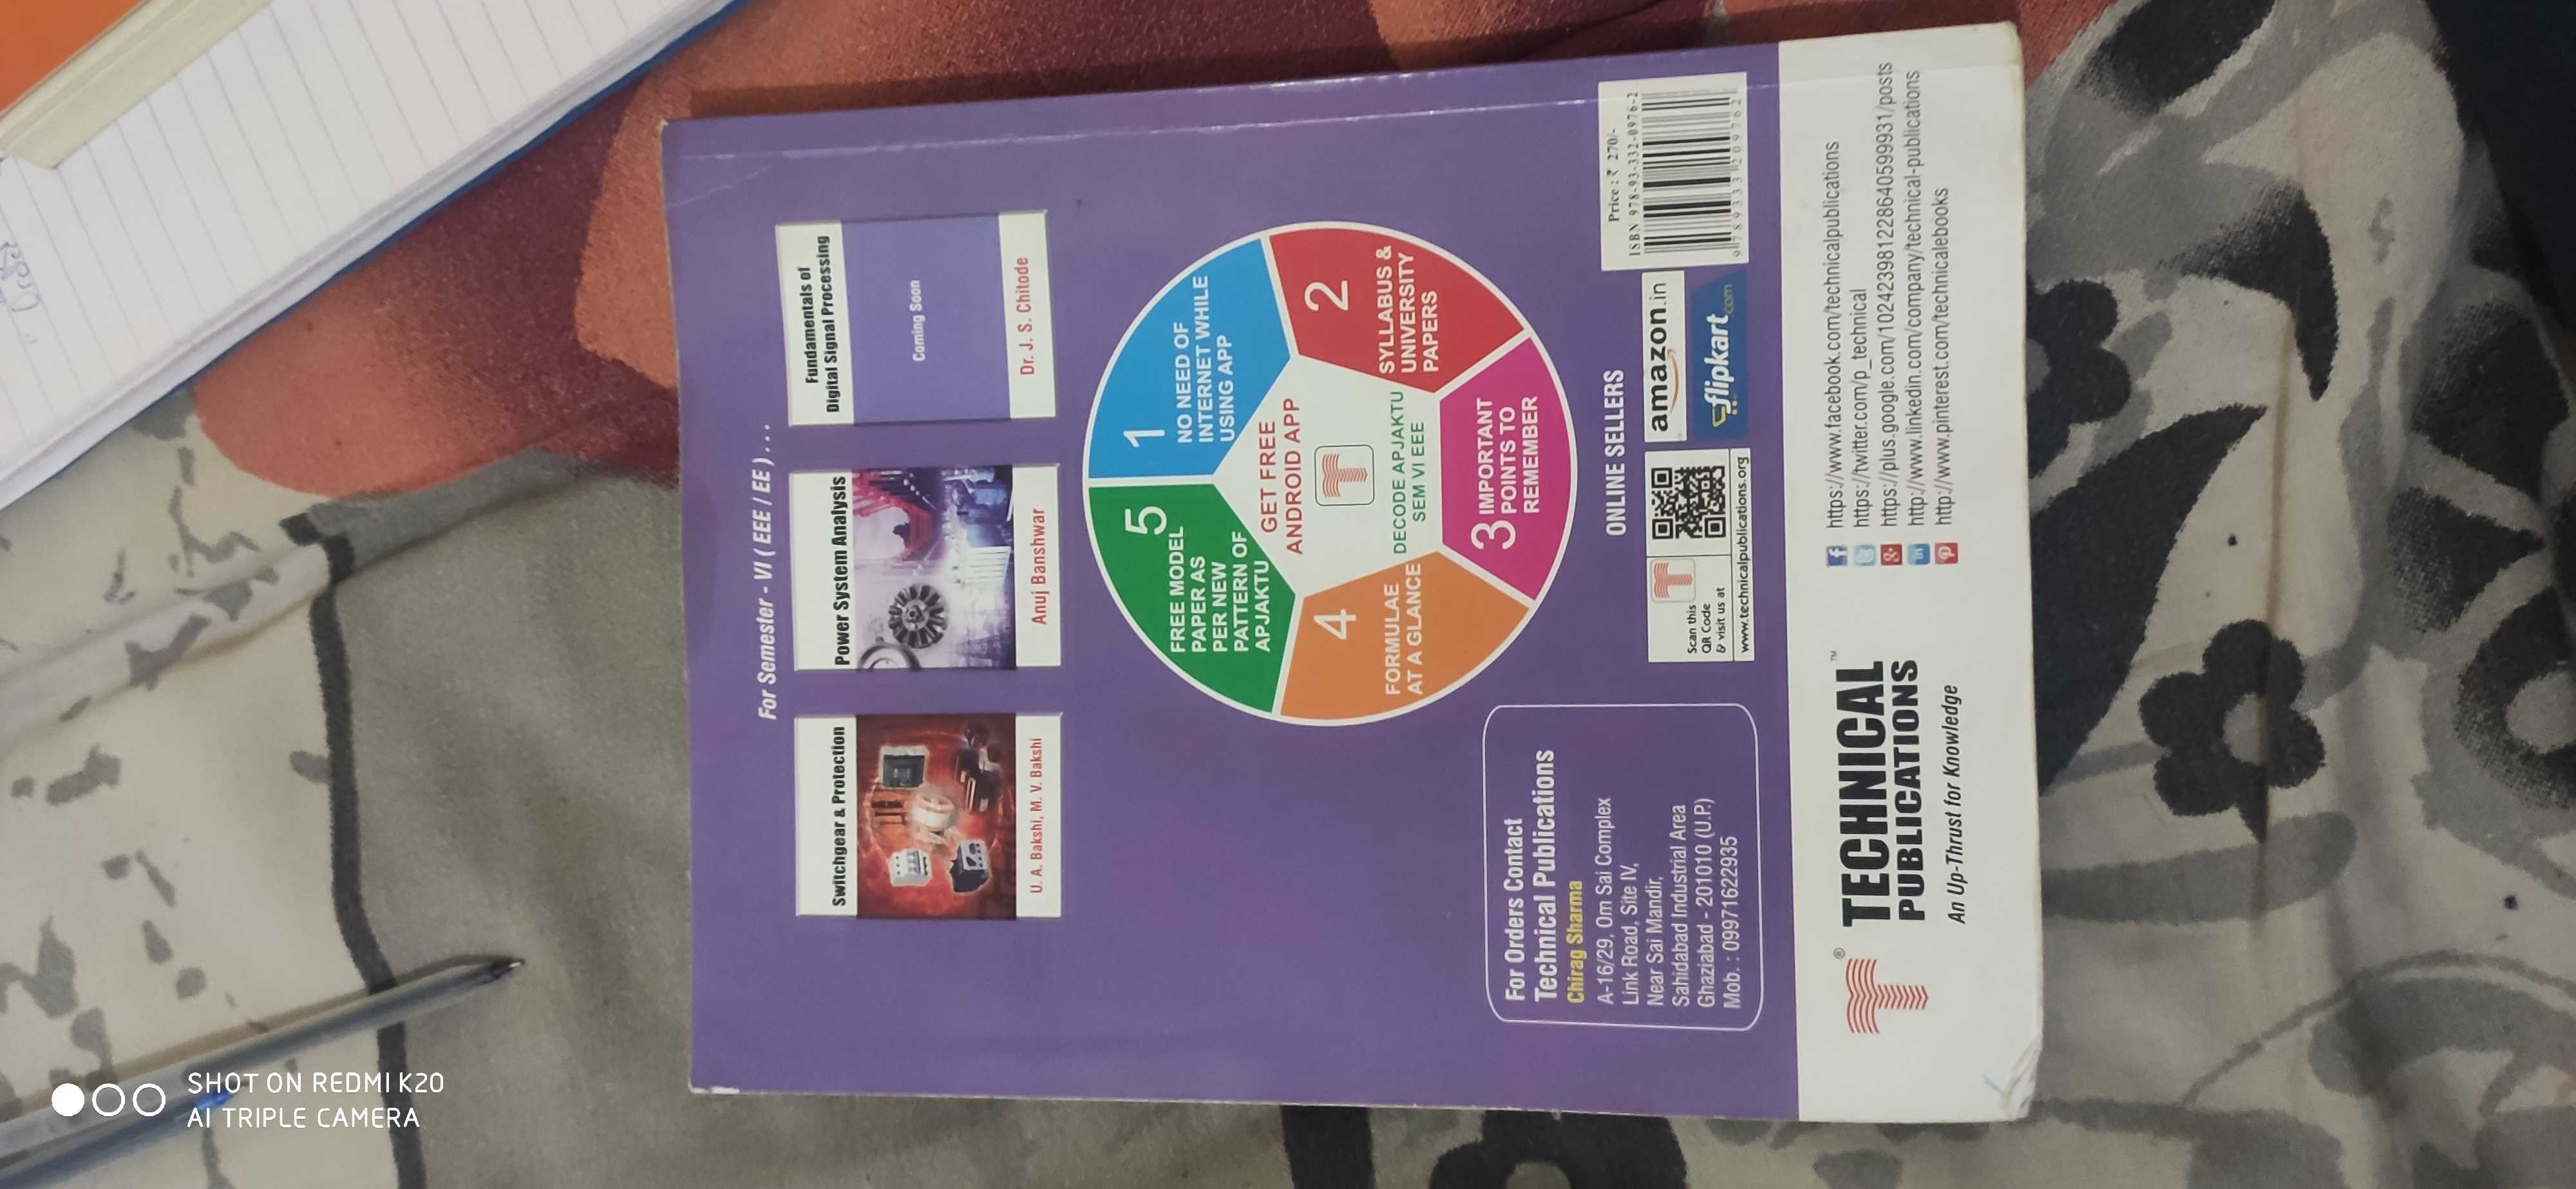 For Semester - VI ( EEE / EE ) . . .
Switchgear & Protection
U. A. Bakshi, M. V. Bakshi
Power System Analysis
Anuj Banshwar
Fundamentals of
Digital Signal Processing
Coming Soon
Dr. J. S. Chitode
1
NO NEED OF
INTERNET WHILE
USING APP
2
SYLLABUS &
UNIVERSITY
PAPERS
3 IMPORTANT
POINTS TO
REMEMBER
4
FORMULAE
AT A GLANCE
5
FREE MODEL
PAPER AS
PER NEW
PATTERN OF
APJAKTU
GET FREE
ANDROID APP
DECODE APJAKTU
SEM VI EEE
For Orders Contact
Technical Publications
Chirag Sharma
A-16/29, Om Sai Complex
Link Road, Site IV,
Near Sai Mandir,
Sahidabad Industrial Area
Ghaziabad - 201010 (U.P.)
Mob. : 09971622935
ONLINE SELLERS
Scan this
QR Code
& visit us at
www.technicalpublications.org
amazon.in
flipkart.com
Price : ₹ 270/-
ISBN 978-93-332-0976-2
9 789333 209762
TECHNICAL™
PUBLICATIONS
An Up-Thrust for Knowledge
®
https://www.facebook.com/technicalpublications
https://twitter.com/p_technical
https://plus.google.com/102423981228640599931/posts
http://www.linkedin.com/company/technical-publications
http://www.pinterest.com/technicalebooks
SHOT ON REDMI K20
AI TRIPLE CAMERA